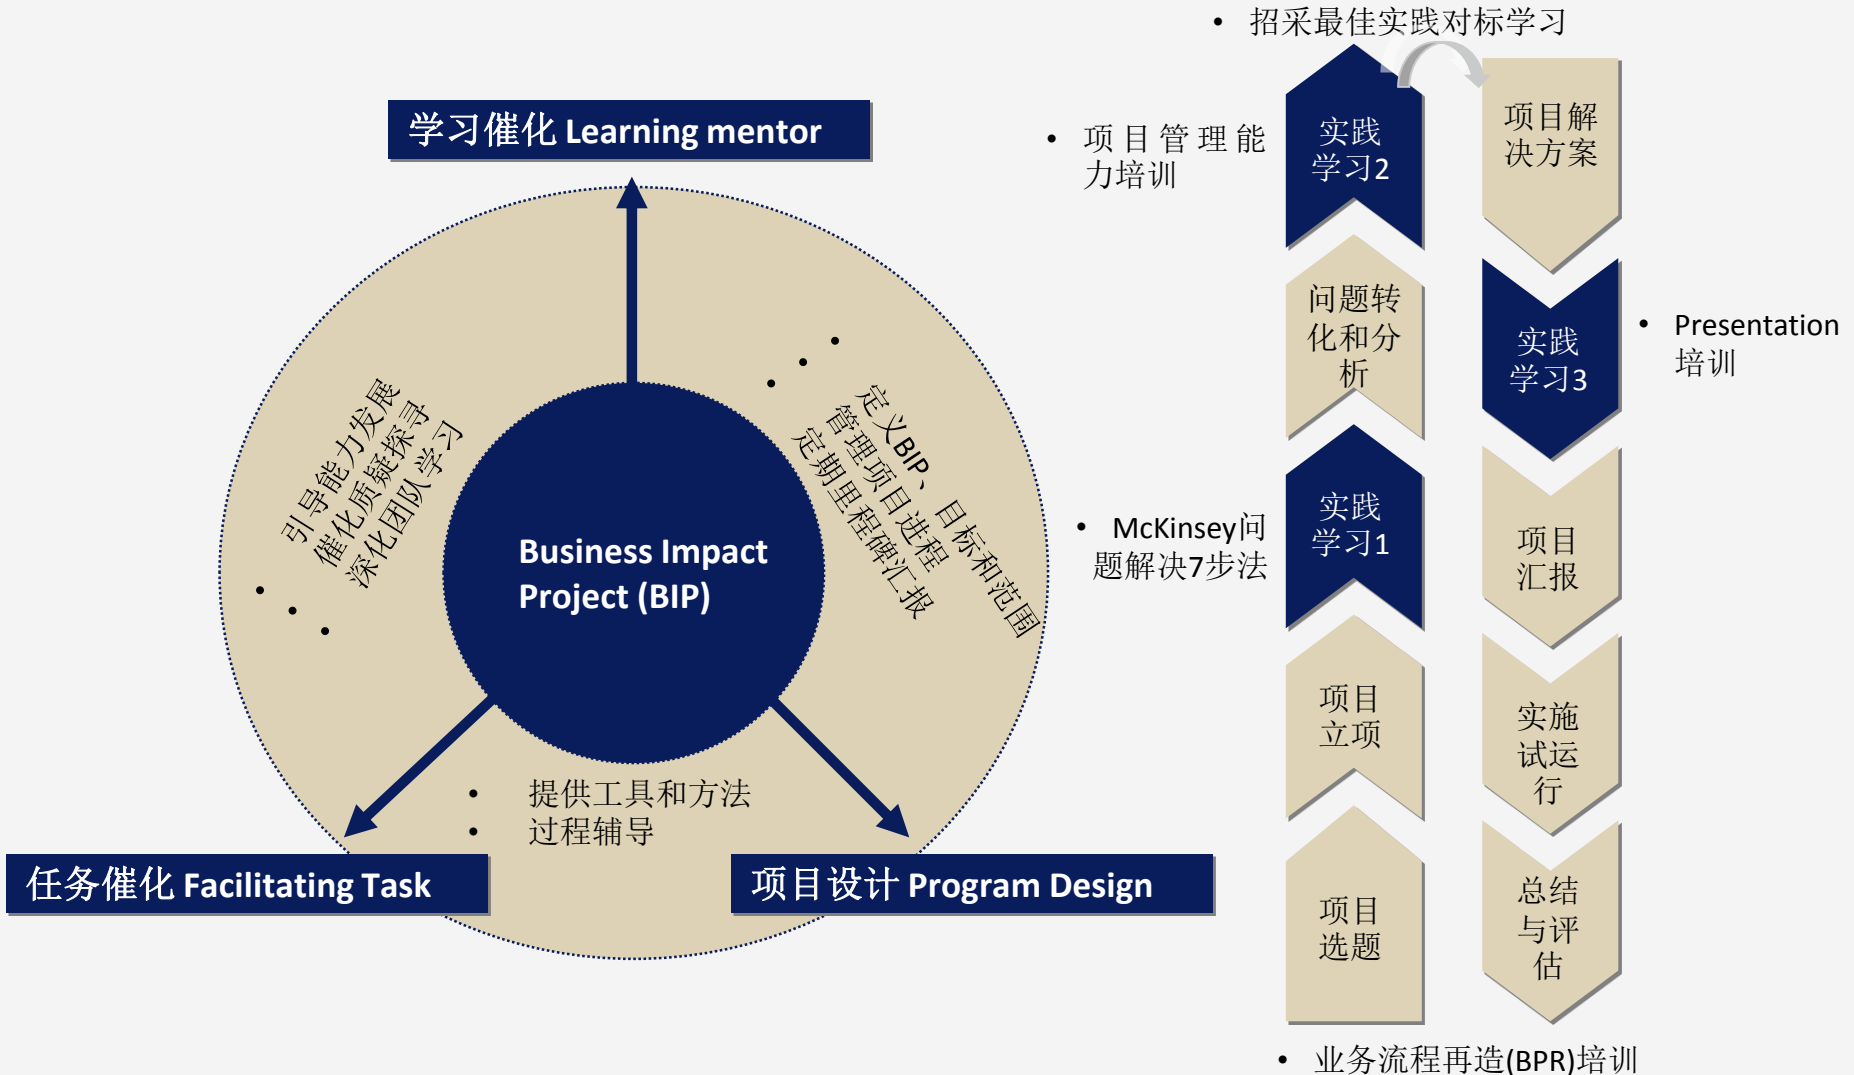 学习催化 Learning mentor
• 引导能力发展
• 催化质疑探寻
• 深化团队学习
• 定义BIP、目标和范围
• 管理项目进程
• 定期里程碑汇报
Business Impact
Project (BIP)
• 提供工具和方法
• 过程辅导
任务催化 Facilitating Task
项目设计 Program Design
• 招采最佳实践对标学习
• 项目管理能
力培训
实践
学习2
问题转
化和分
析
• McKinsey问
题解决7步法
实践
学习1
项目
立项
项目
选题
项目解
决方案
实践
学习3
• Presentation
培训
项目
汇报
实施
试运
行
总结
与评
估
• 业务流程再造(BPR)培训